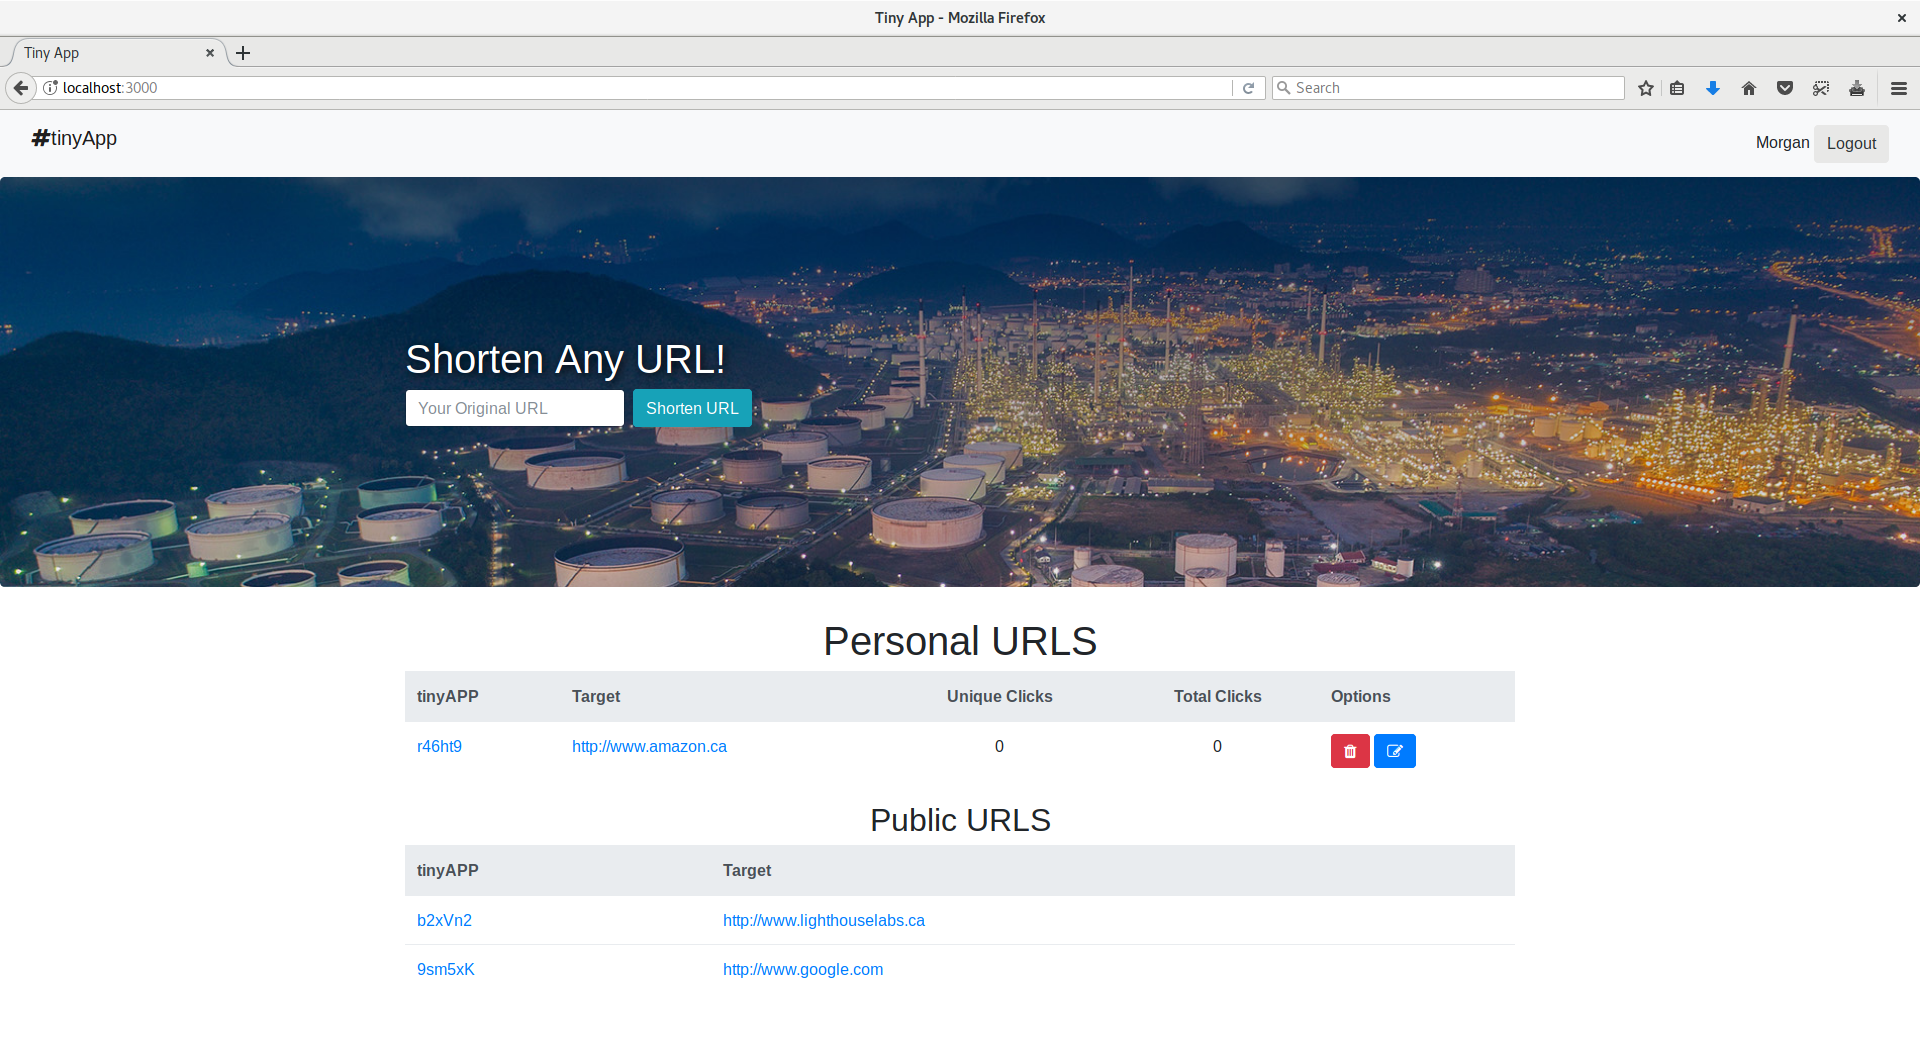 Tiny App - Mozilla Firefox
Tiny App
localhost:3000
Search
#tinyApp
Morgan Logout
Shorten Any URL!
Your Original URL Shorten URL
Personal URLS
tinyAPP Target Unique Clicks Total Clicks Options
r46ht9 http://www.amazon.ca 0 0
Public URLS
tinyAPP Target
b2xVn2 http://www.lighthouselabs.ca
9sm5xK http://www.google.com